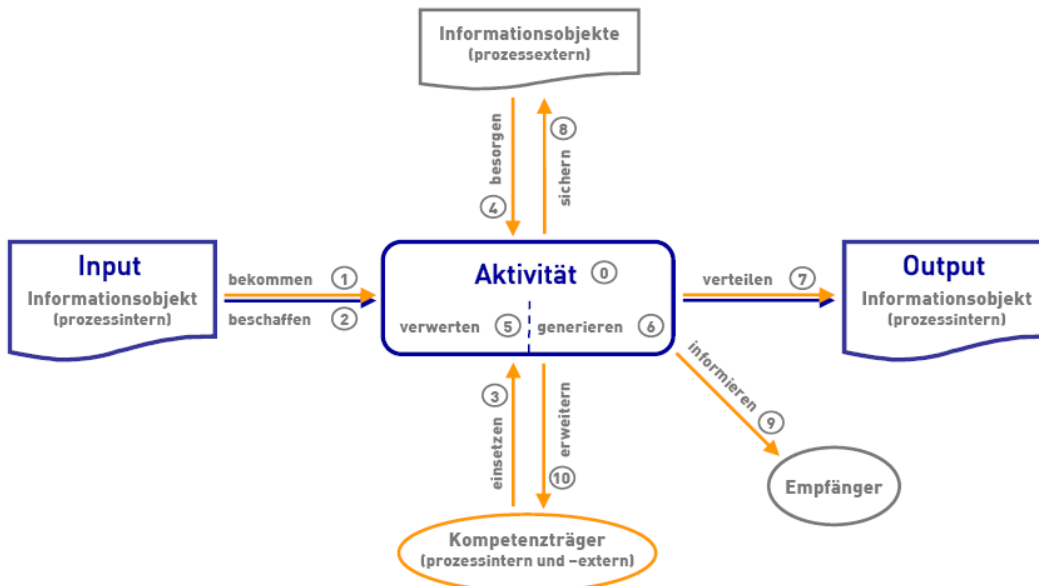 Informationsobjekte
(prozessextern)
besorgen
4
8
sichern
Input
Informationsobjekt
(prozessintern)
bekommen 1
beschaffen 2
Aktivität 0
verwerten 5
generieren 6
verteilen 7
Output
Informationsobjekt
(prozessintern)
einsetzen 3
erweitern
10
informieren 9
Empfänger
Kompetenzträger
(prozessintern und –extern)